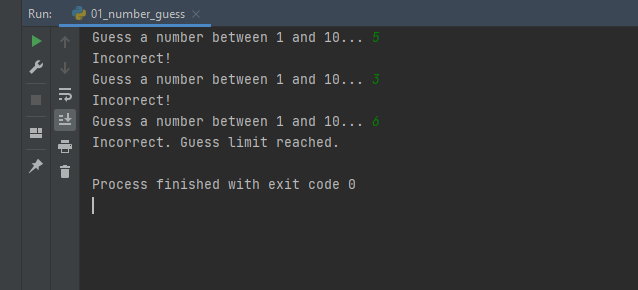 Run: 01_number_guess
Guess a number between 1 and 10... 5
Incorrect!
Guess a number between 1 and 10... 3
Incorrect!
Guess a number between 1 and 10... 6
Incorrect. Guess limit reached.
Process finished with exit code 0